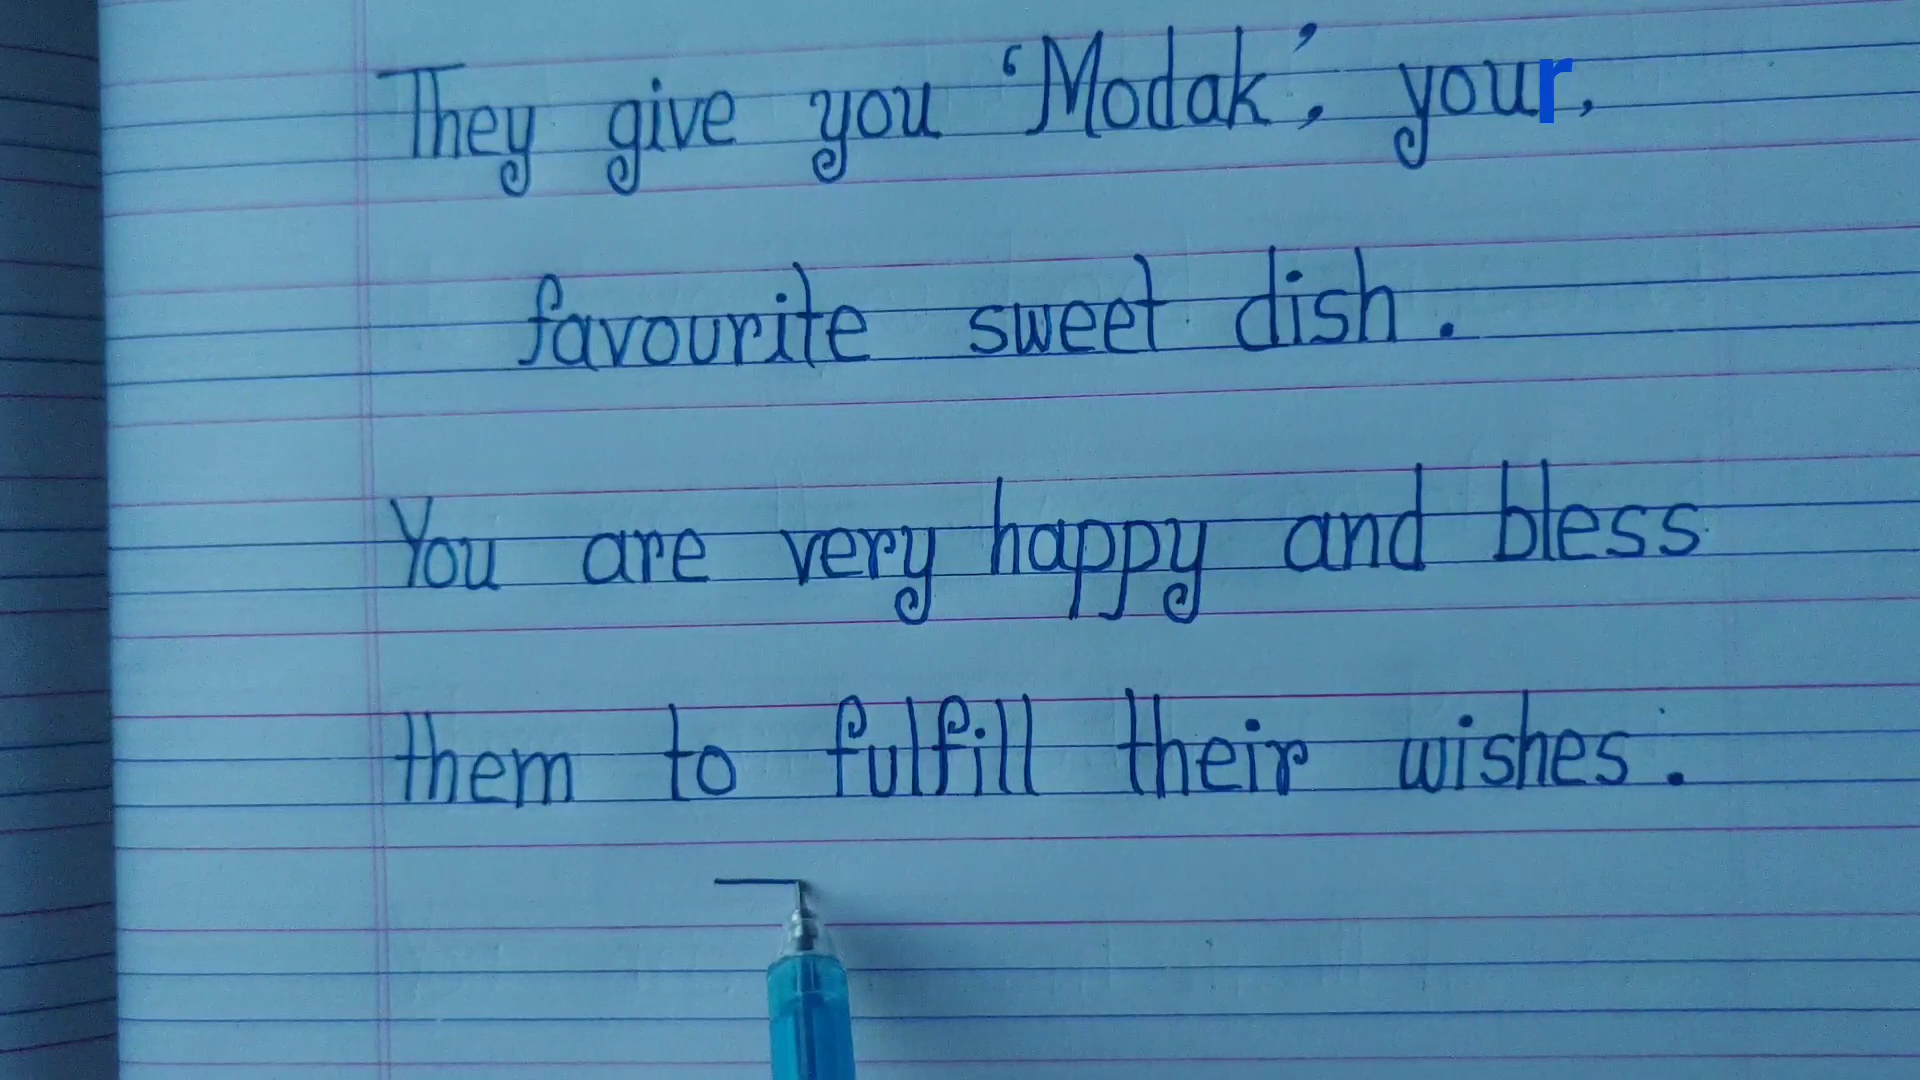 They give you ‘Modak’, your,
favourite sweet dish.
You are very happy and bless
them to fulfill their wishes.